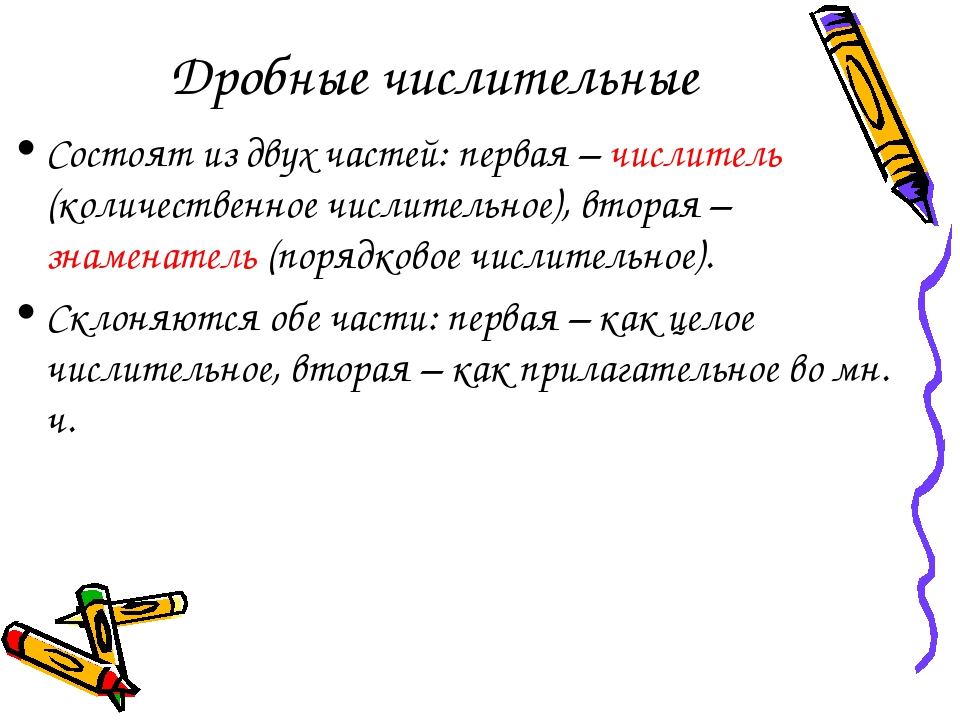 Дробные числительные
• Состоят из двух частей: первая – числитель
(количественное числительное), вторая –
знаменатель (порядковое числительное).
• Склоняются обе части: первая – как целое
числительное, вторая – как прилагательное во мн.
ч.